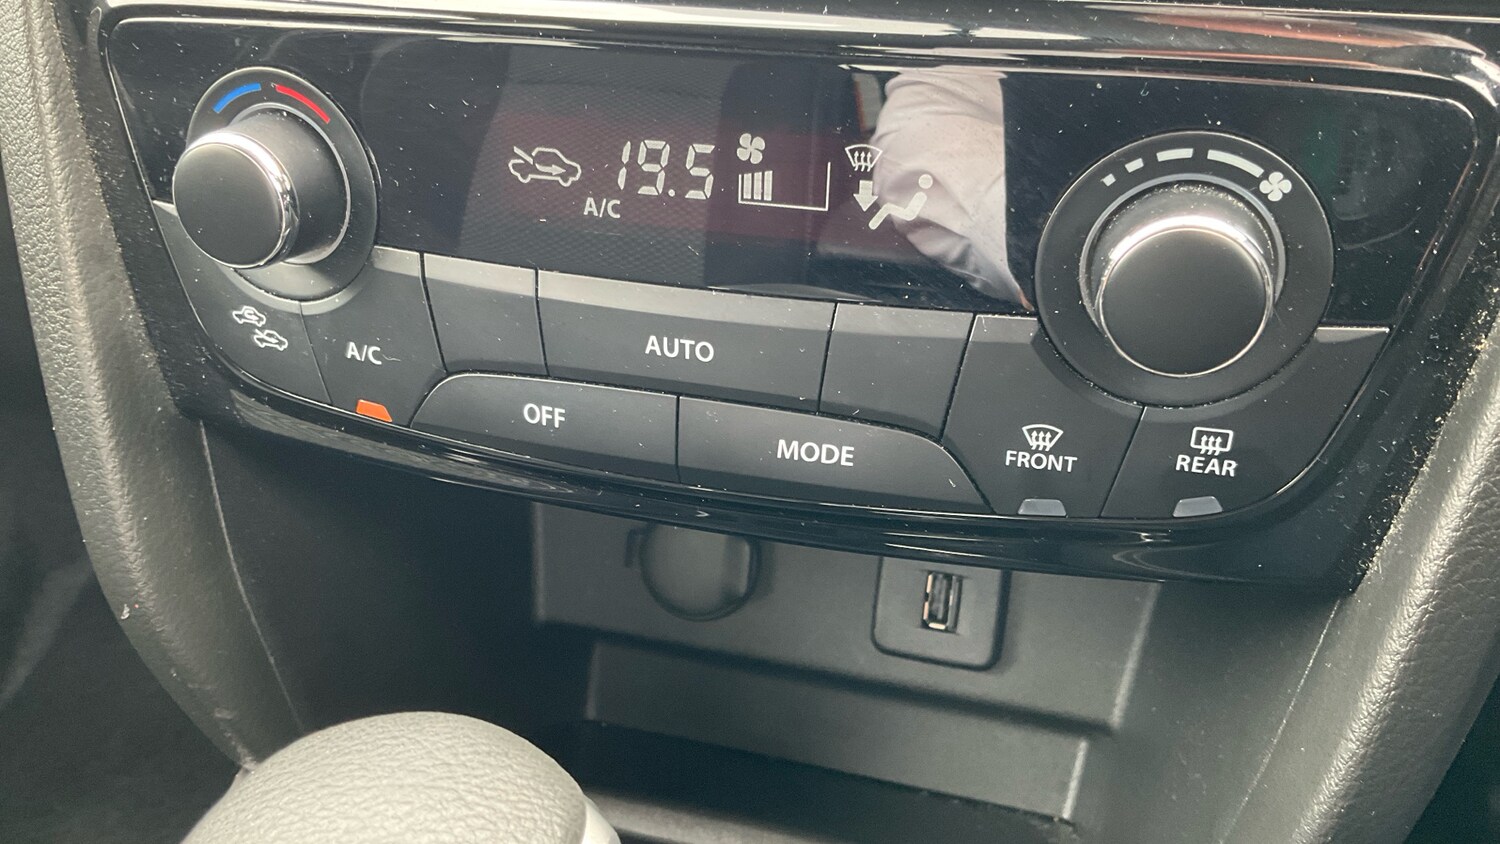 19.5
A/C
A/C
AUTO
OFF
MODE
FRONT
REAR